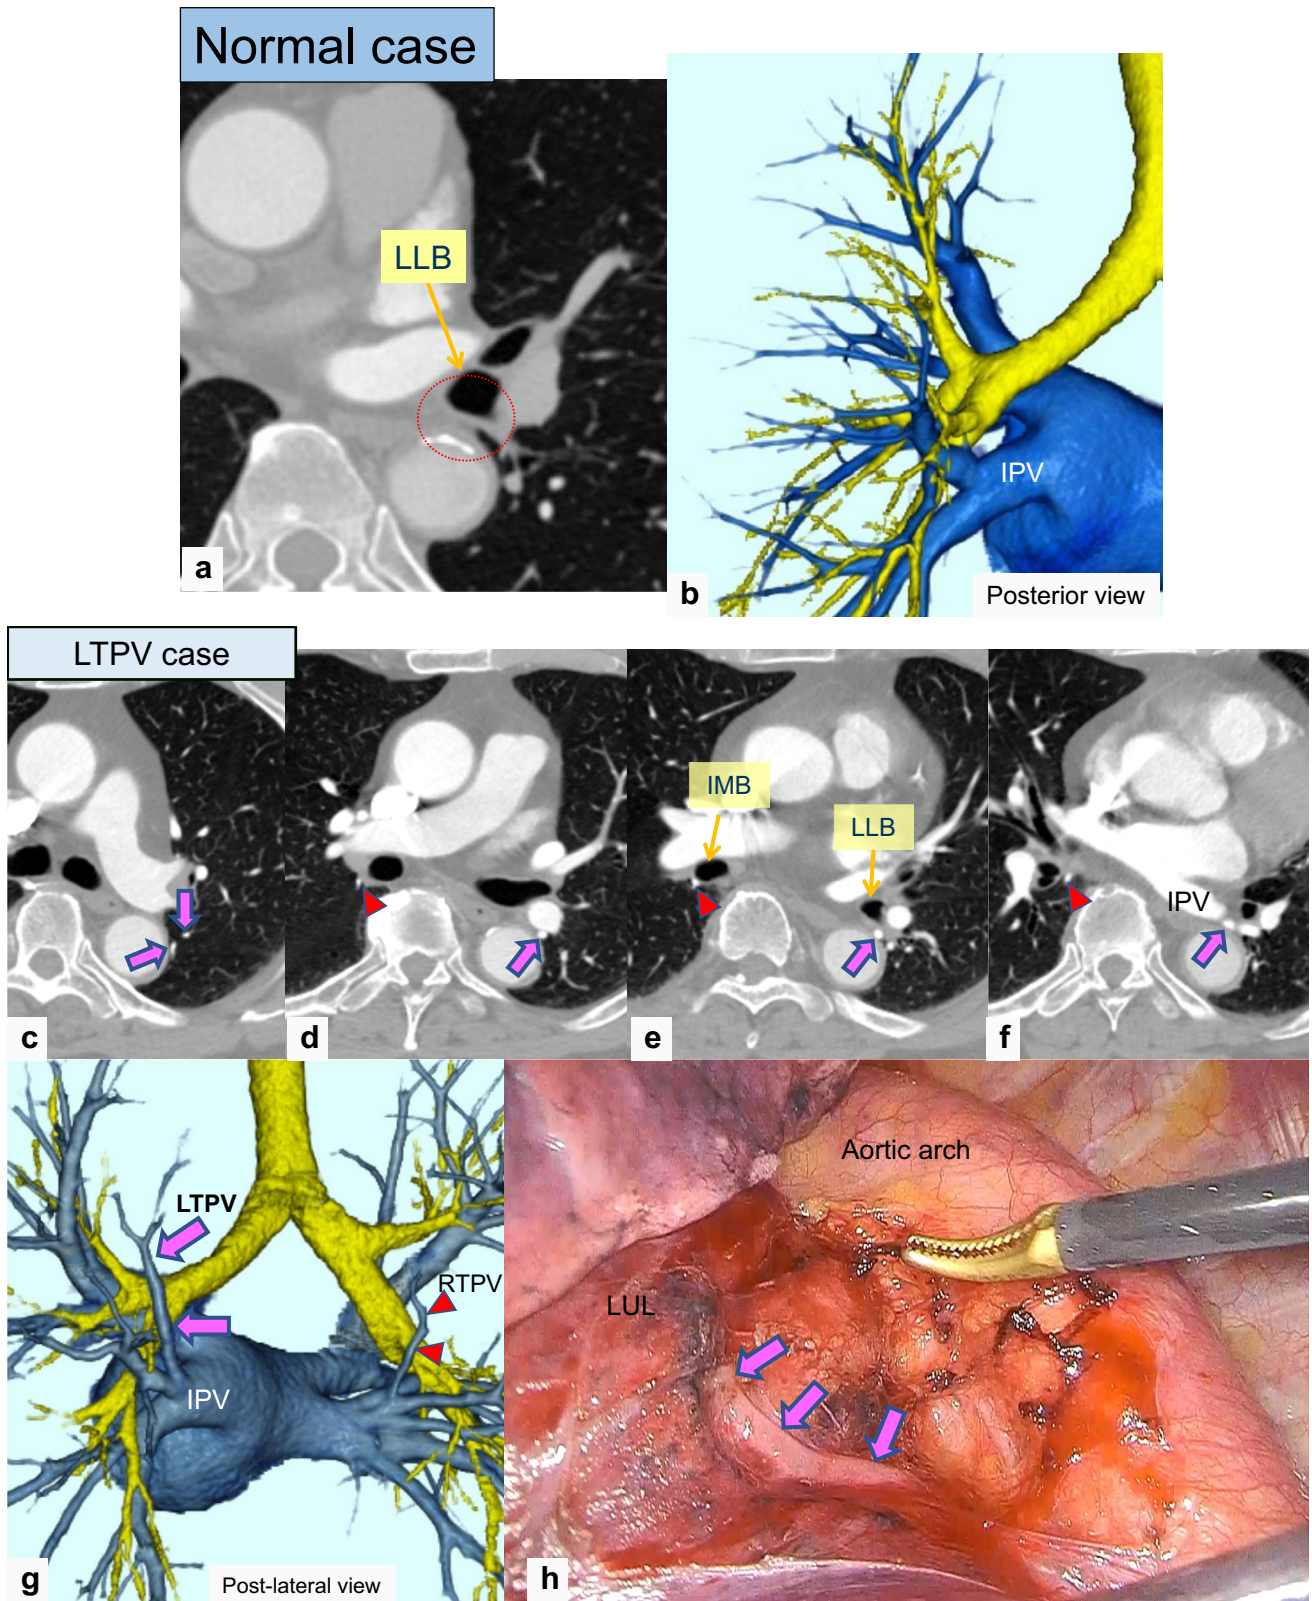 Normal case
LLB
a
IPV
b
Posterior view
LTPV case
c
d
IMB
LLB
e
IPV
f
LTPV
RTPV
IPV
g
Post-lateral view
Aortic arch
LUL
h